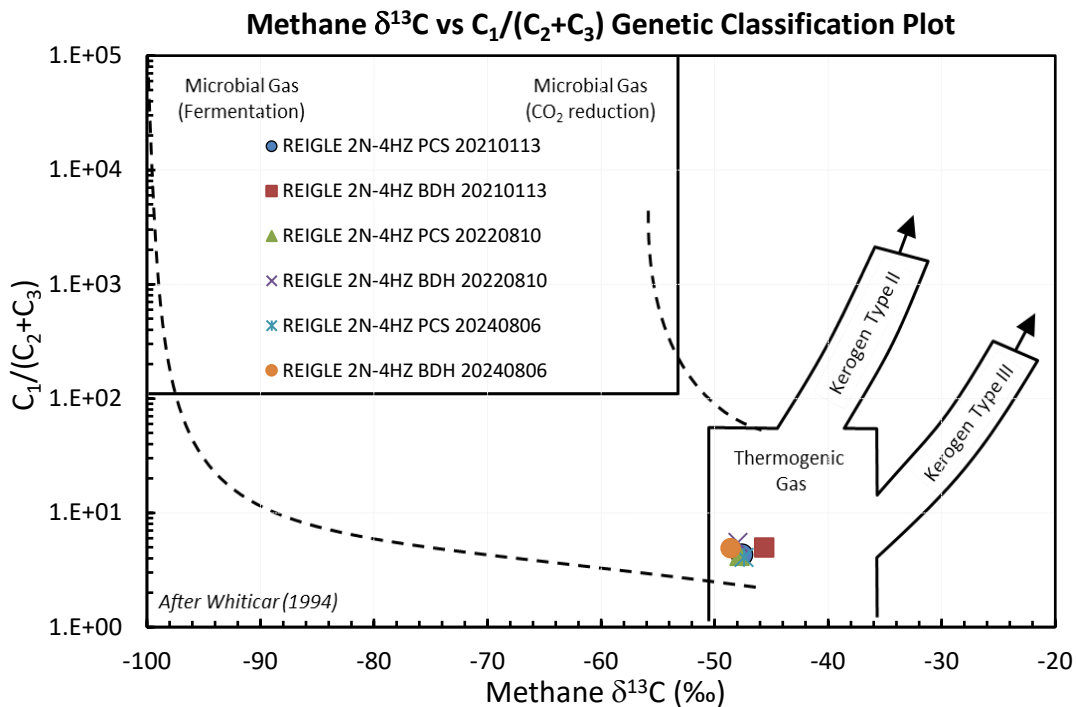 Methane δ¹³C vs C₁/(C₂+C₃) Genetic Classification Plot
1.E+05
1.E+04
1.E+03
1.E+02
1.E+01
1.E+00
C₁/(C₂+C₃)
Microbial Gas
(Fermentation)
Microbial Gas
(CO₂ reduction)
REIGLE 2N-4HZ PCS 20210113
REIGLE 2N-4HZ BDH 20210113
REIGLE 2N-4HZ PCS 20220810
REIGLE 2N-4HZ BDH 20220810
REIGLE 2N-4HZ PCS 20240806
REIGLE 2N-4HZ BDH 20240806
Kerogen Type II
Kerogen Type III
Thermogenic
Gas
After Whiticar (1994)
-100 -90 -80 -70 -60 -50 -40 -30 -20
Methane δ¹³C (‰)